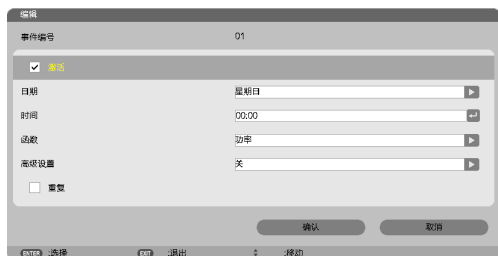 编辑
事件编号 01
激活
日期 星期日
时间 00:00
函数 功率
高级设置 关
重复
确认 取消
ENTER :选择 EXIT :退出 :移动